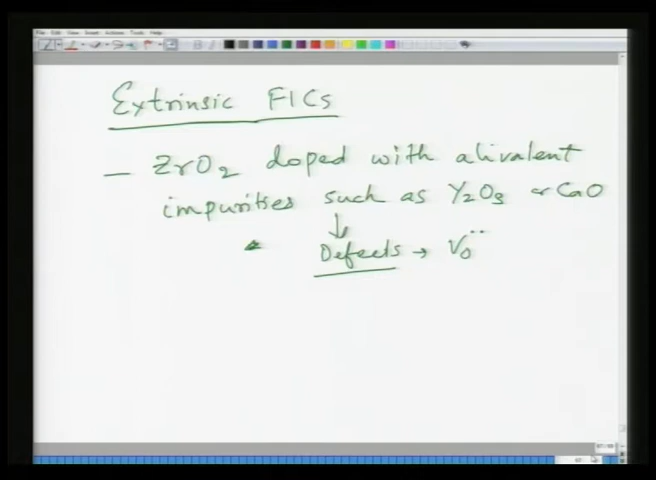 Extrinsic FICs
— ZrO2 doped with alivalent
impurities such as Y2O3 or CaO
↓
Defects → VO¨